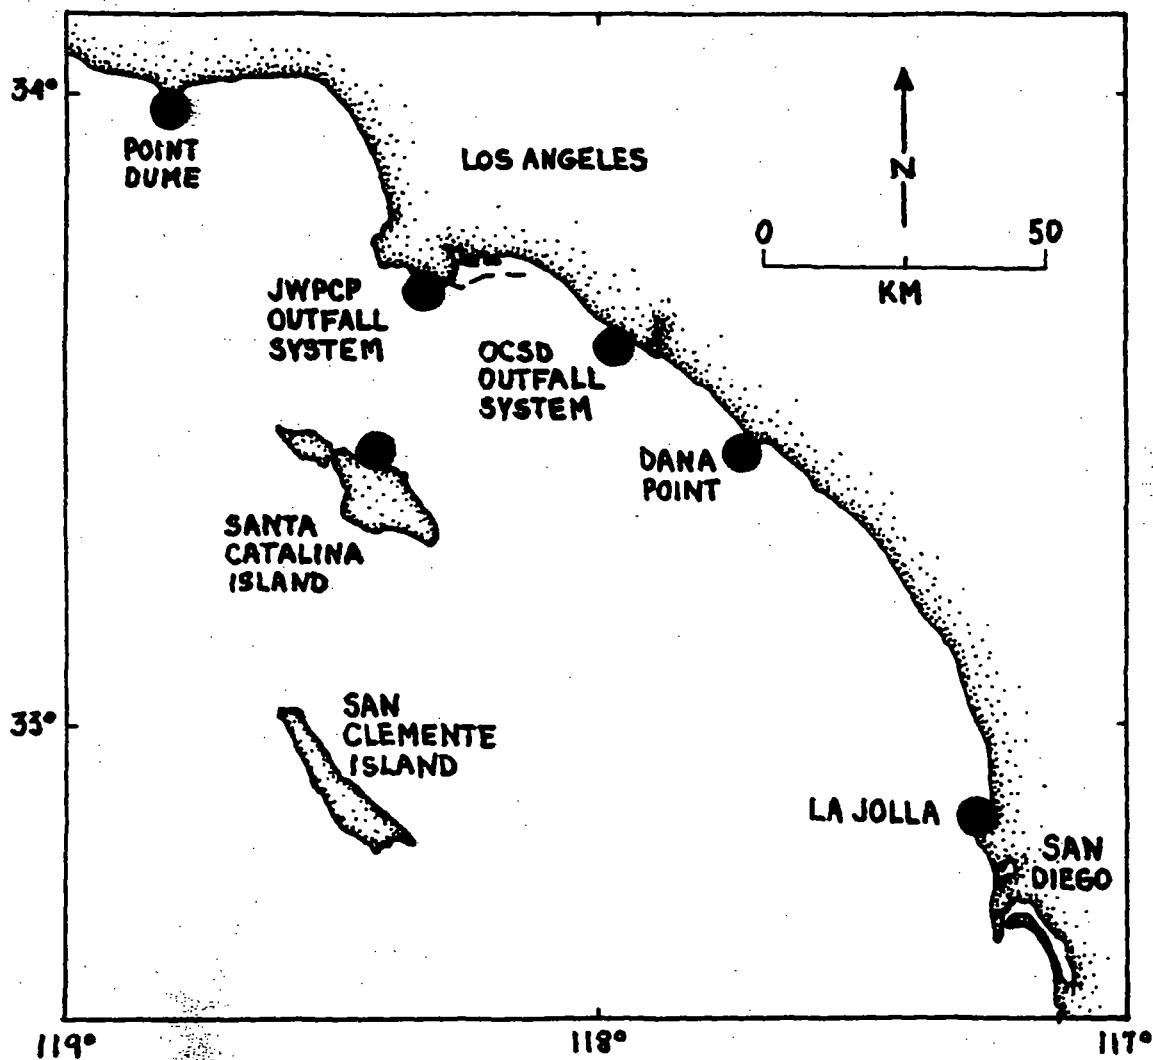 34°
POINT
DUME
LOS ANGELES
N
0 50
KM
JWPCP
OUTFALL
SYSTEM
OCSD
OUTFALL
SYSTEM
DANA
POINT
SANTA
CATALINA
ISLAND
33°
SAN
CLEMENTE
ISLAND
LA JOLLA
SAN
DIEGO
119° 118° 117°